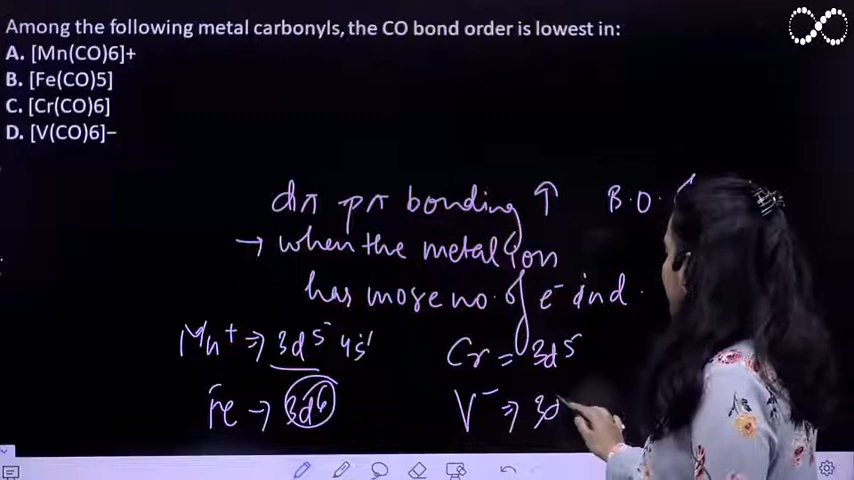 Among the following metal carbonyls, the CO bond order is lowest in:
A. [Mn(CO)6]+
B. [Fe(CO)5]
C. [Cr(CO)6]
D. [V(CO)6]−
dπ pπ bonding ↑ B.O.
→ when the metal ion
has more no. of e⁻ in d
Mn⁺ ⇒ 3d⁵ 4s¹
Cr = 3d⁵
Fe → 3d⁶
V⁻ ⇒ 3d